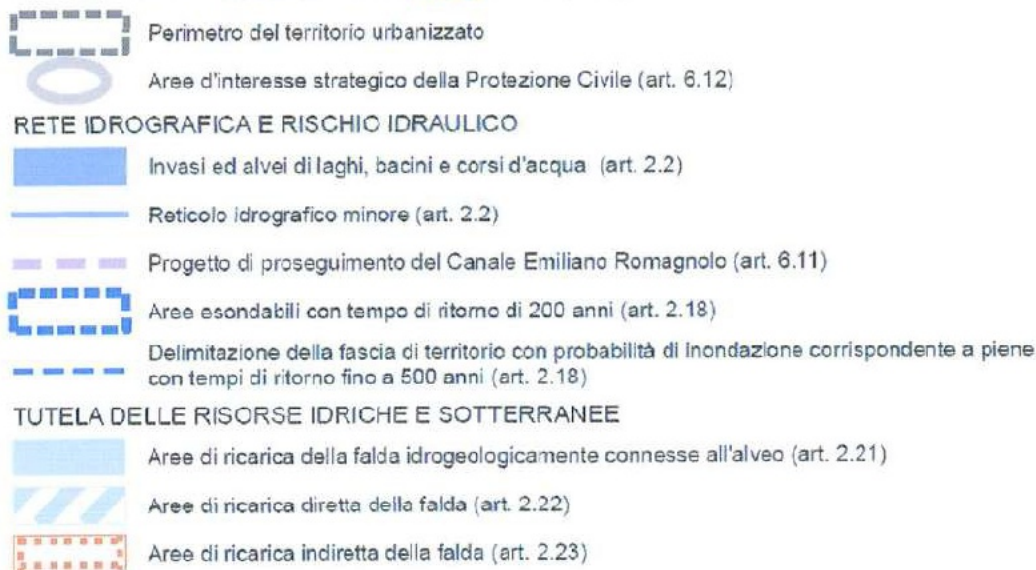 Perimetro del territorio urbanizzato
Aree d'interesse strategico della Protezione Civile (art. 6.12)
RETE IDROGRAFICA E RISCHIO IDRAULICO
Invasi ed alvei di laghi, bacini e corsi d'acqua (art. 2.2)
Reticolo idrografico minore (art. 2.2)
Progetto di proseguimento del Canale Emiliano Romagnolo (art. 6.11)
Aree esondabili con tempo di ritorno di 200 anni (art. 2.18)
Delimitazione della fascia di territorio con probabilità di inondazione corrispondente a piene
con tempi di ritorno fino a 500 anni (art. 2.18)
TUTELA DELLE RISORSE IDRICHE E SOTTERRANEE
Aree di ricarica della falda idrogeologicamente connesse all'alveo (art. 2.21)
Aree di ricarica diretta della falda (art. 2.22)
Aree di ricarica indiretta della falda (art. 2.23)